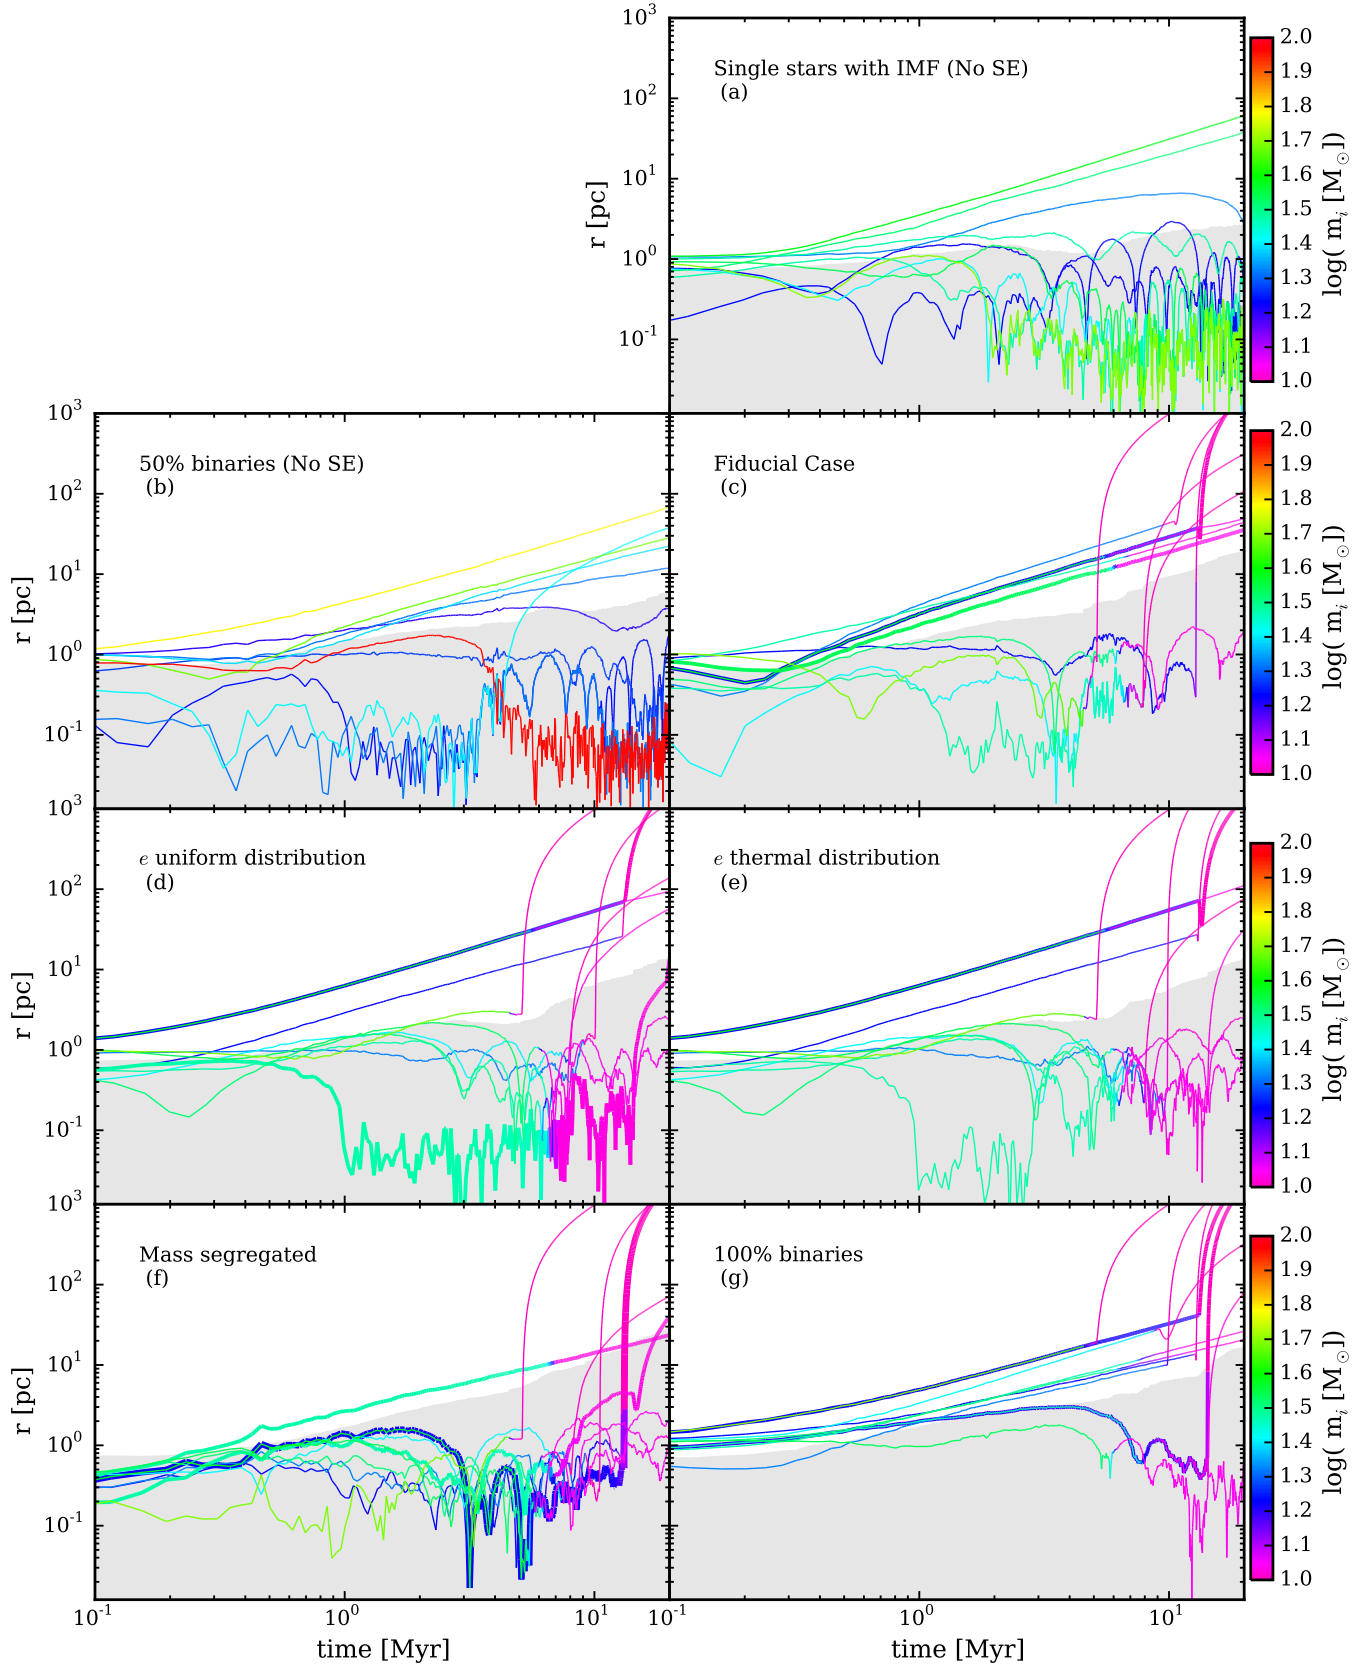 10³
10²
10¹
10⁰
10⁻¹
r [pc]
Single stars with IMF (No SE)
(a)
2.0
1.9
1.8
1.7
1.6
1.5
1.4
1.3
1.2
1.1
1.0
log( mᵢ [M☉])
10³
10²
10¹
10⁰
10⁻¹
r [pc]
50% binaries (No SE)
(b)
Fiducial Case
(c)
2.0
1.9
1.8
1.7
1.6
1.5
1.4
1.3
1.2
1.1
1.0
log( mᵢ [M☉])
10³
10²
10¹
10⁰
10⁻¹
r [pc]
e uniform distribution
(d)
e thermal distribution
(e)
2.0
1.9
1.8
1.7
1.6
1.5
1.4
1.3
1.2
1.1
1.0
log( mᵢ [M☉])
10³
10²
10¹
10⁰
10⁻¹
r [pc]
Mass segregated
(f)
100% binaries
(g)
2.0
1.9
1.8
1.7
1.6
1.5
1.4
1.3
1.2
1.1
1.0
log( mᵢ [M☉])
10⁻¹ 10⁰ 10¹ 10⁻¹ 10⁰ 10¹
time [Myr] time [Myr]